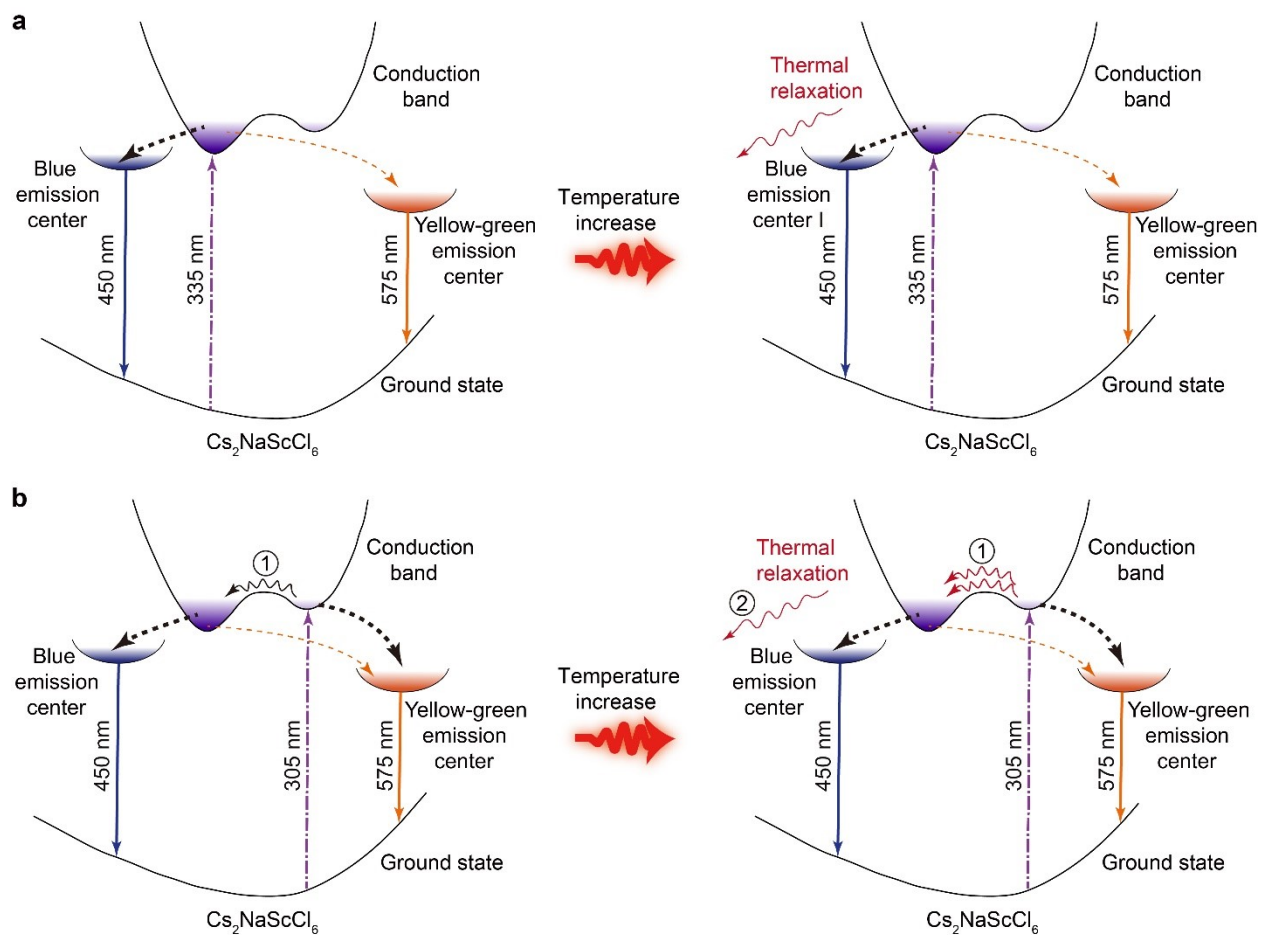 a
Conduction
band
Blue
emission
center
450 nm
335 nm
575 nm
Yellow-green
emission
center
Ground state
Cs₂NaScCl₆
Temperature
increase
Thermal
relaxation
Conduction
band
Blue
emission
center I
450 nm
335 nm
575 nm
Yellow-green
emission
center
Ground state
Cs₂NaScCl₆
b
1
Conduction
band
Blue
emission
center
450 nm
305 nm
575 nm
Yellow-green
emission
center
Ground state
Cs₂NaScCl₆
Temperature
increase
Thermal
relaxation
2
1
Conduction
band
Blue
emission
center
450 nm
305 nm
575 nm
Yellow-green
emission
center
Ground state
Cs₂NaScCl₆